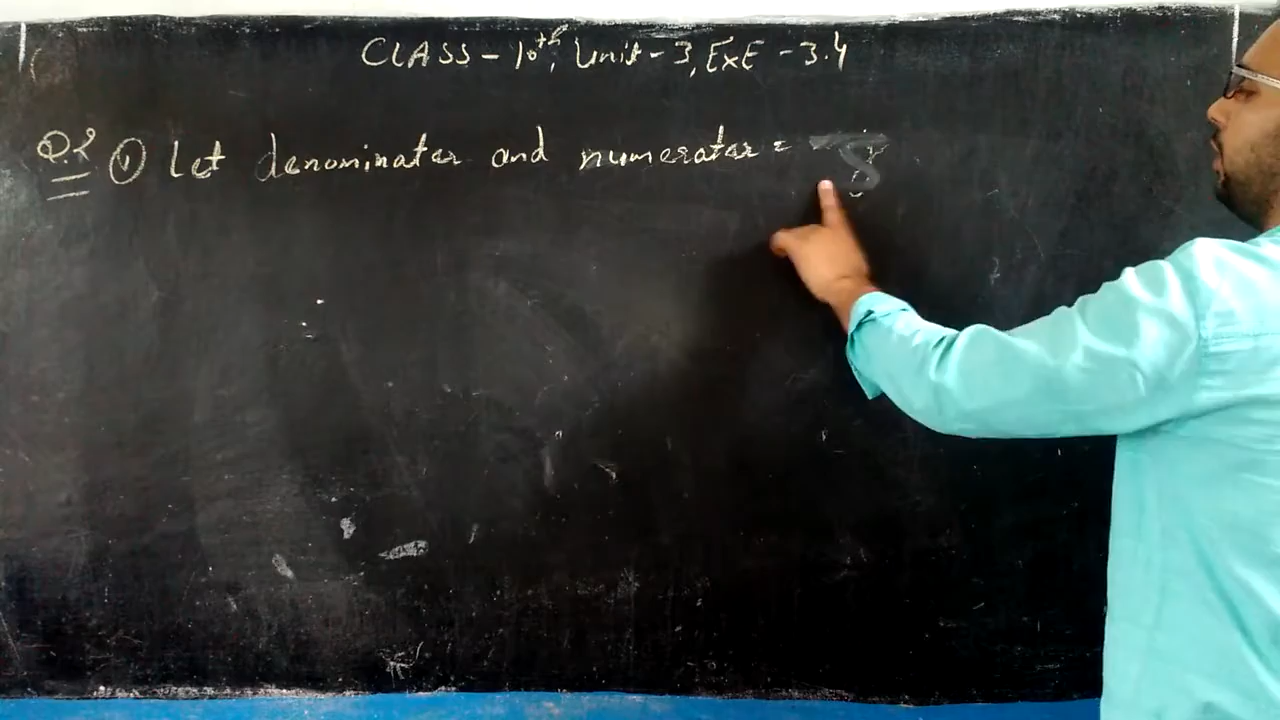 CLASS - 10th, Unit - 3, ExE - 3.4
Q.2 (1) Let denominator and numerator =